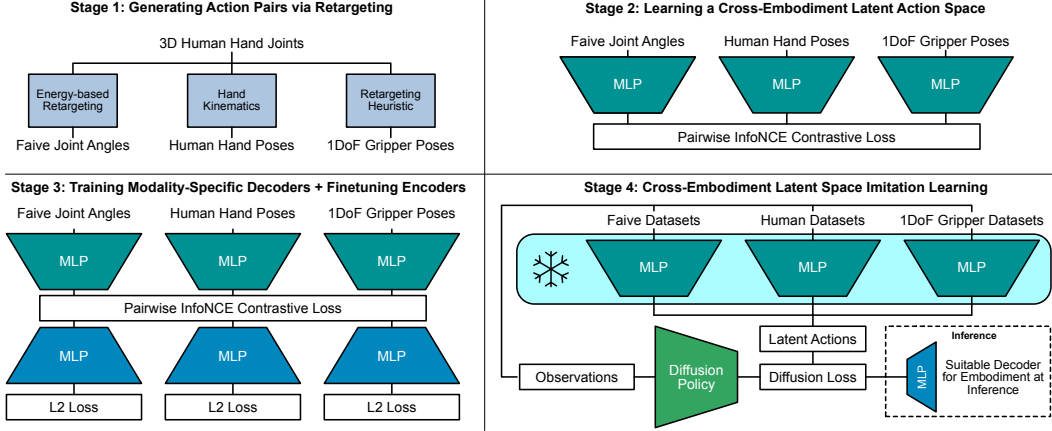 Stage 1: Generating Action Pairs via Retargeting
3D Human Hand Joints
Energy-based
Retargeting
Hand
Kinematics
Retargeting
Heuristic
Faive Joint Angles
Human Hand Poses
1DoF Gripper Poses
Stage 2: Learning a Cross-Embodiment Latent Action Space
Faive Joint Angles
Human Hand Poses
1DoF Gripper Poses
MLP
MLP
MLP
Pairwise InfoNCE Contrastive Loss
Stage 3: Training Modality-Specific Decoders + Finetuning Encoders
Faive Joint Angles
Human Hand Poses
1DoF Gripper Poses
MLP
MLP
MLP
Pairwise InfoNCE Contrastive Loss
MLP
MLP
MLP
L2 Loss
L2 Loss
L2 Loss
Stage 4: Cross-Embodiment Latent Space Imitation Learning
Faive Datasets
Human Datasets
1DoF Gripper Datasets
MLP
MLP
MLP
Latent Actions
Observations
Diffusion
Policy
Diffusion Loss
Inference
MLP
Suitable Decoder
for Embodiment at
Inference